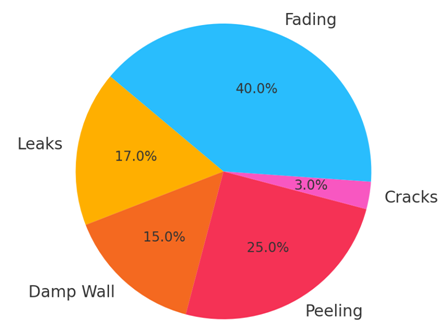 Fading
40.0%
Leaks
17.0%
3.0%
Cracks
15.0%
25.0%
Damp Wall
Peeling